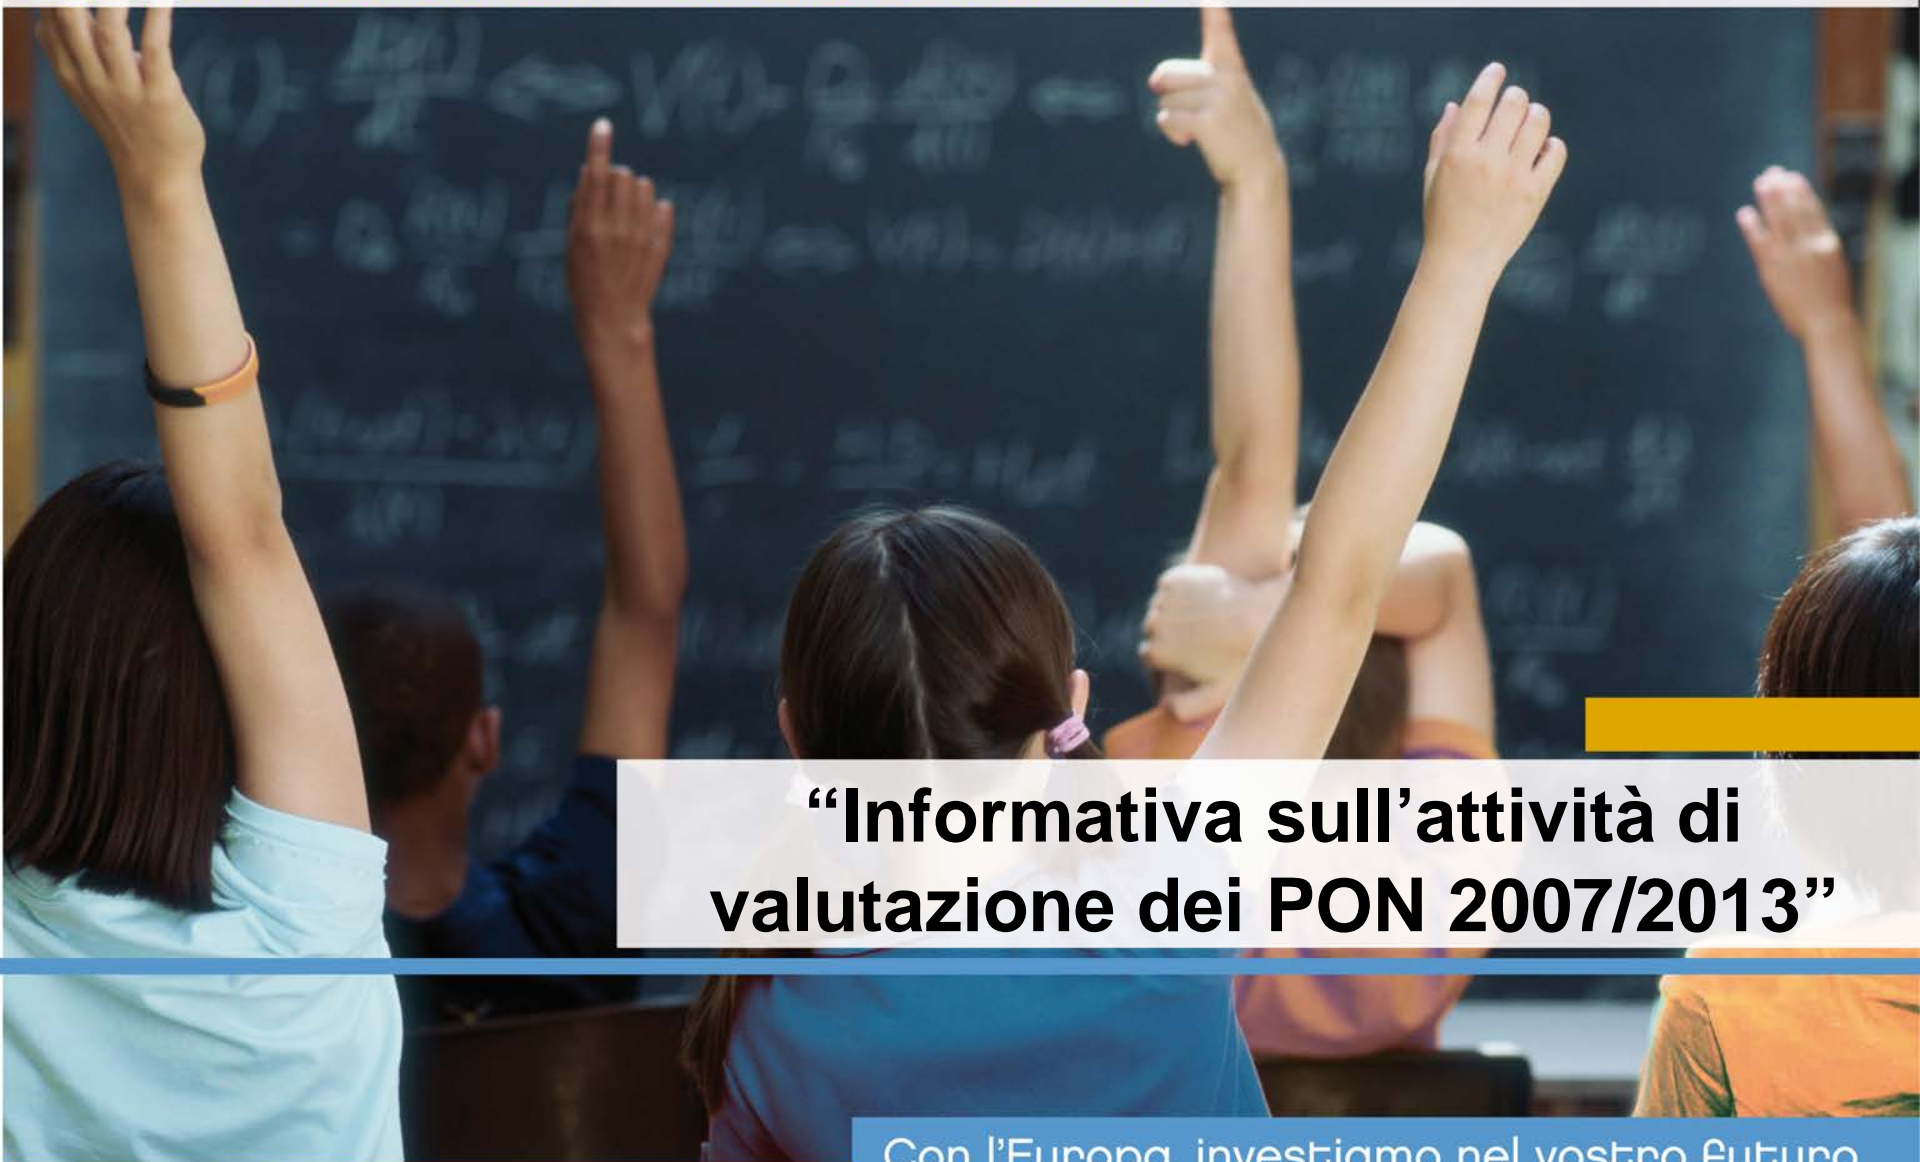 “Informativa sull’attività di
valutazione dei PON 2007/2013”
Con l’Europa, investiamo nel vostro futuro